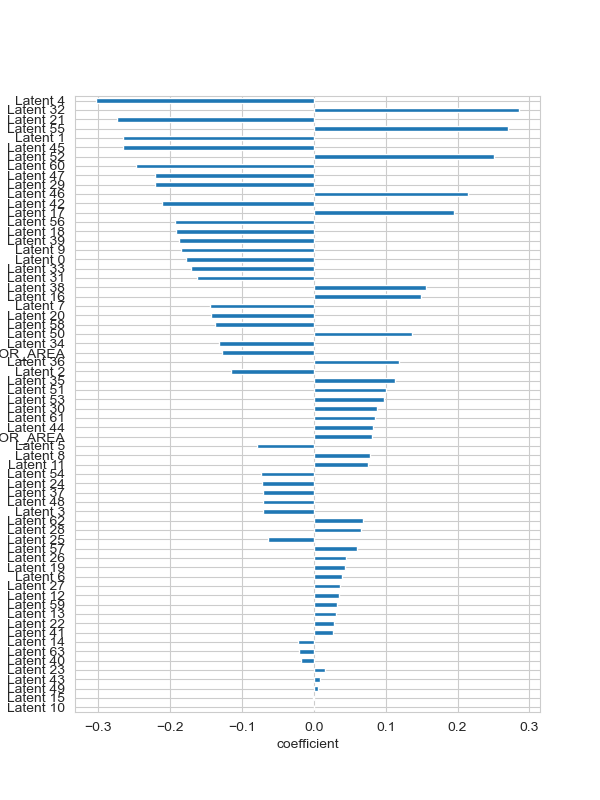 Latent 4
Latent 32
Latent 21
Latent 55
Latent 1
Latent 45
Latent 52
Latent 60
Latent 47
Latent 29
Latent 46
Latent 42
Latent 17
Latent 56
Latent 18
Latent 39
Latent 9
Latent 0
Latent 33
Latent 31
Latent 38
Latent 16
Latent 7
Latent 20
Latent 58
Latent 50
Latent 34
OR_AREA
Latent 36
Latent 2
Latent 35
Latent 51
Latent 53
Latent 30
Latent 61
Latent 44
OR_AREA
Latent 5
Latent 8
Latent 11
Latent 54
Latent 24
Latent 37
Latent 48
Latent 3
Latent 62
Latent 28
Latent 25
Latent 57
Latent 26
Latent 19
Latent 6
Latent 27
Latent 12
Latent 59
Latent 13
Latent 22
Latent 41
Latent 14
Latent 63
Latent 40
Latent 23
Latent 43
Latent 49
Latent 15
Latent 10
−0.3 −0.2 −0.1 0.0 0.1 0.2 0.3
coefficient